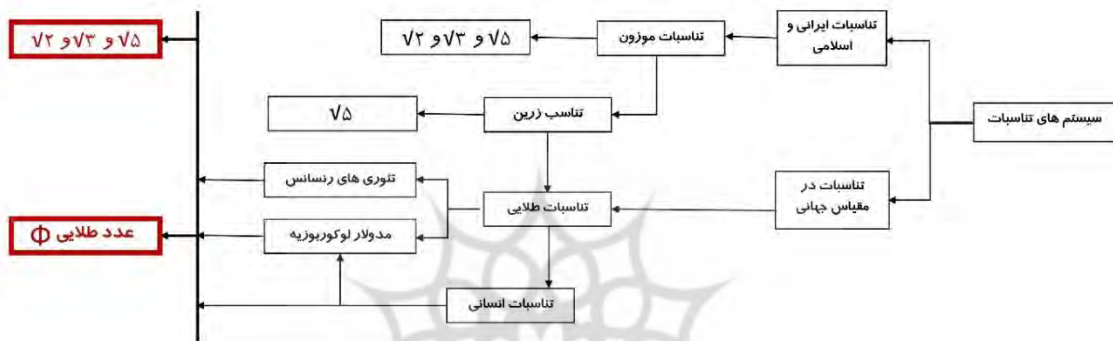 سیستم های تناسبات
تناسبات ایرانی و
اسلامی
تناسبات موزون
√۵ و √۳ و √۲
√۵ و √۳ و √۲
تناسب زرین
√۵
تناسبات در
مقیاس جهانی
تناسبات طلایی
تئوری های رنسانس
مدولار لوکوربوزیه
عدد طلایی Φ
تناسبات انسانی